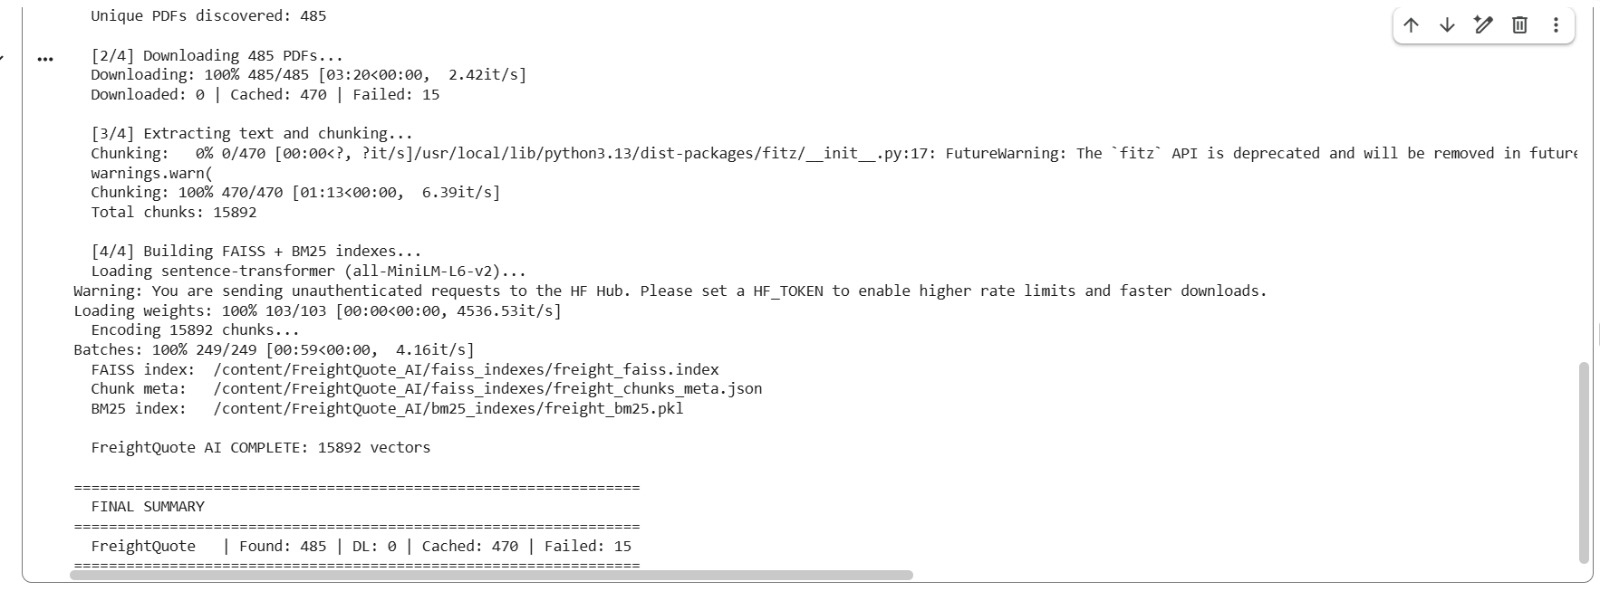 Unique PDFs discovered: 485
[2/4] Downloading 485 PDFs...
Downloading: 100% 485/485 [03:20<00:00,  2.42it/s]
Downloaded: 0 | Cached: 470 | Failed: 15
[3/4] Extracting text and chunking...
Chunking:   0% 0/470 [00:00<?, ?it/s]/usr/local/lib/python3.13/dist-packages/fitz/__init__.py:17: FutureWarning: The `fitz` API is deprecated and will be removed in future
warnings.warn(
Chunking: 100% 470/470 [01:13<00:00,  6.39it/s]
Total chunks: 15892
[4/4] Building FAISS + BM25 indexes...
Loading sentence-transformer (all-MiniLM-L6-v2)...
Warning: You are sending unauthenticated requests to the HF Hub. Please set a HF_TOKEN to enable higher rate limits and faster downloads.
Loading weights: 100% 103/103 [00:00<00:00, 4536.53it/s]
Encoding 15892 chunks...
Batches: 100% 249/249 [00:59<00:00,  4.16it/s]
FAISS index:  /content/FreightQuote_AI/faiss_indexes/freight_faiss.index
Chunk meta:   /content/FreightQuote_AI/faiss_indexes/freight_chunks_meta.json
BM25 index:   /content/FreightQuote_AI/bm25_indexes/freight_bm25.pkl
FreightQuote AI COMPLETE: 15892 vectors
=================================================================
FINAL SUMMARY
=================================================================
FreightQuote   | Found: 485 | DL: 0 | Cached: 470 | Failed: 15
=================================================================